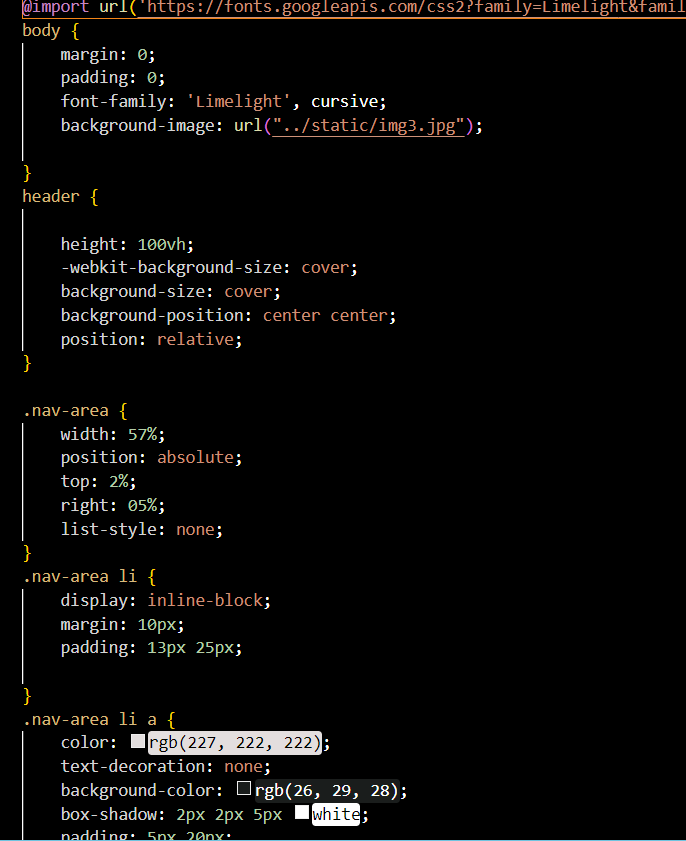 @import url('https://fonts.googleapis.com/css2?family=Limelight&famil
body {
margin: 0;
padding: 0;
font-family: 'Limelight', cursive;
background-image: url("../static/img3.jpg");
}
header {
height: 100vh;
-webkit-background-size: cover;
background-size: cover;
background-position: center center;
position: relative;
}
.nav-area {
width: 57%;
position: absolute;
top: 2%;
right: 05%;
list-style: none;
}
.nav-area li {
display: inline-block;
margin: 10px;
padding: 13px 25px;
}
.nav-area li a {
color: rgb(227, 222, 222);
text-decoration: none;
background-color: rgb(26, 29, 28);
box-shadow: 2px 2px 5px white;
padding: 5px 20px;